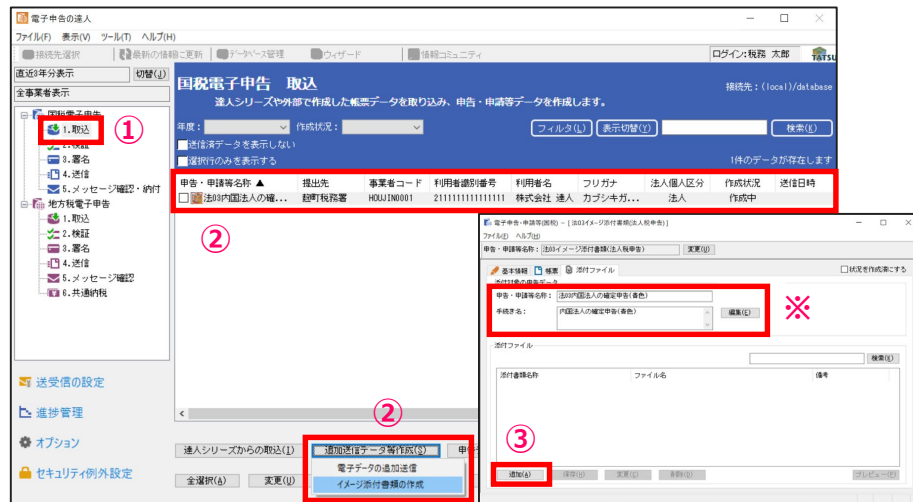 電子申告の達人
ファイル(F) 表示(V) ツール(T) ヘルプ(H)
接続先選択 最新の情報に更新 データベース管理 ウィザード 情報コミュニティ ログイン:税務 太郎 TATSU
直近3年分表示 切替(J)
全事業者表示
国税電子申告
1.取込
①
2.検証
3.署名
4.送信
5.メッセージ確認・納付
地方税電子申告
1.取込
2.検証
3.署名
4.送信
5.メッセージ確認
6.共通納税
送受信の設定
進捗管理
オプション
セキュリティ例外設定
国税電子申告 取込
接続先：(local)/database
達人シリーズや外部で作成した帳票データを取り込み、申告・申請等データを作成します。
年度： 作成状況： フィルタ(L) 表示切替(Y) 検索(K)
送信済データを表示しない
選択行のみを表示する 1件のデータが存在します
申告・申請等名称 ▲ 提出先 事業者コード 利用者識別番号 利用者名 フリガナ 法人個人区分 作成状況 送信日時
法03内国法人の確... 麹町税務署 HOUJIN0001 2111111111111111 株式会社 達人 カブシキガ... 法人 作成中
②
②
達人シリーズからの取込(I) 追加送信データ等作成(S) 申告
電子データの追加送信
イメージ添付書類の作成
全選択(A) 変更(U)
電子申告・申請等(国税) - [法03イメージ添付書類(法人税申告)]
ファイル(F) ヘルプ(H)
申告・申請等名称： 法03イメージ添付書類(法人税申告) 変更(U)
基本情報 帳票 添付ファイル 状況を作成済にする
添付対象の申告データ
申告・申請等名称： 法03内国法人の確定申告(青色)
手続き名： 内国法人の確定申告(青色) 編集(E)
※
添付ファイル
検索(K)
添付書類名称 ファイル名 備考
③
追加(A) 保存(H) 変更(C) 削除(D) プレビュー(E)